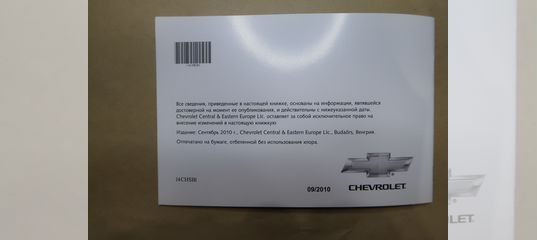 Все сведения, приведенные в настоящей книжке, основаны на информации, являвшейся
достоверной на момент ее опубликования, и действительны с нижеуказанной даты.
Chevrolet Central & Eastern Europe Llc. оставляет за собой исключительное право на
внесение изменений в настоящую книжку
Издание: Сентябрь 2010 г., Chevrolet Central & Eastern Europe Llc., Budaöry, Венгрия.
Отпечатано на бумаге, отбеленной без использования хлора.
09/2010
CHEVROLET